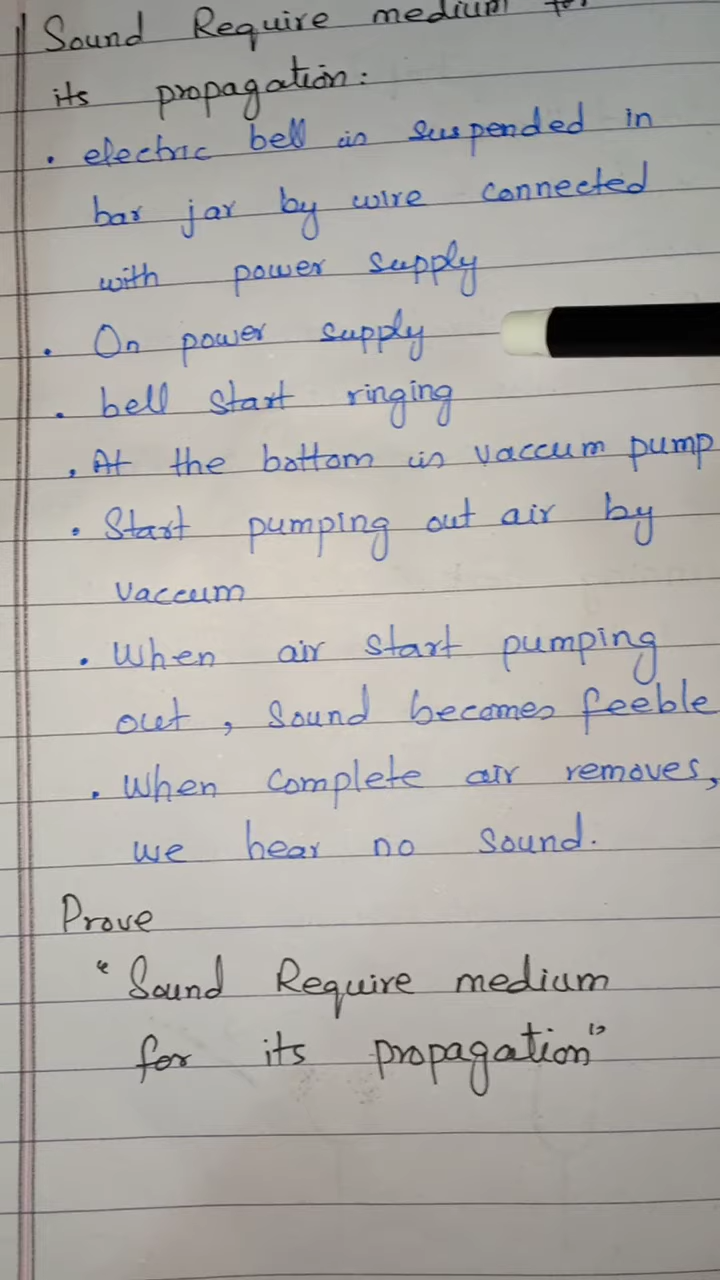 Sound Require medium for
its propagation:
. electric bell is suspended in
bar jar by wire connected
with power supply
. On power supply
. bell start ringing
. At the bottom is vaccum pump
. Start pumping out air by
vaccum
. When air start pumping
out, sound becomes feeble
. When complete air removes,
we hear no sound.
Prove
“Sound Require medium
for its propagation”